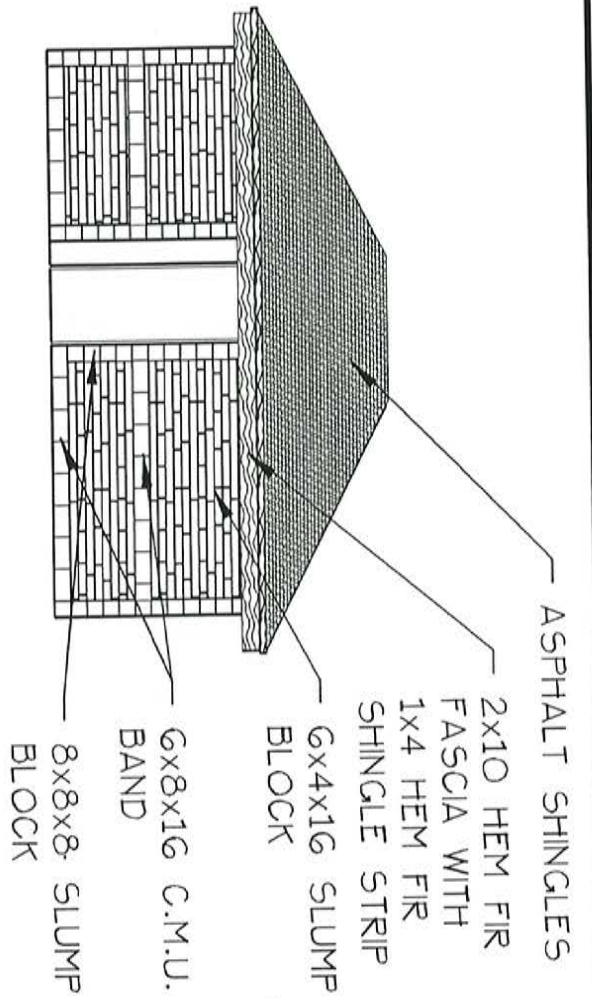 ASPHALT SHINGLES
2x10 HEM FIR
FASCIA WITH
1x4 HEM FIR
SHINGLE STRIP
6x4x16 SLUMP
BLOCK
6x8x16 C.M.U.
BAND
8x8x8 SLUMP
BLOCK